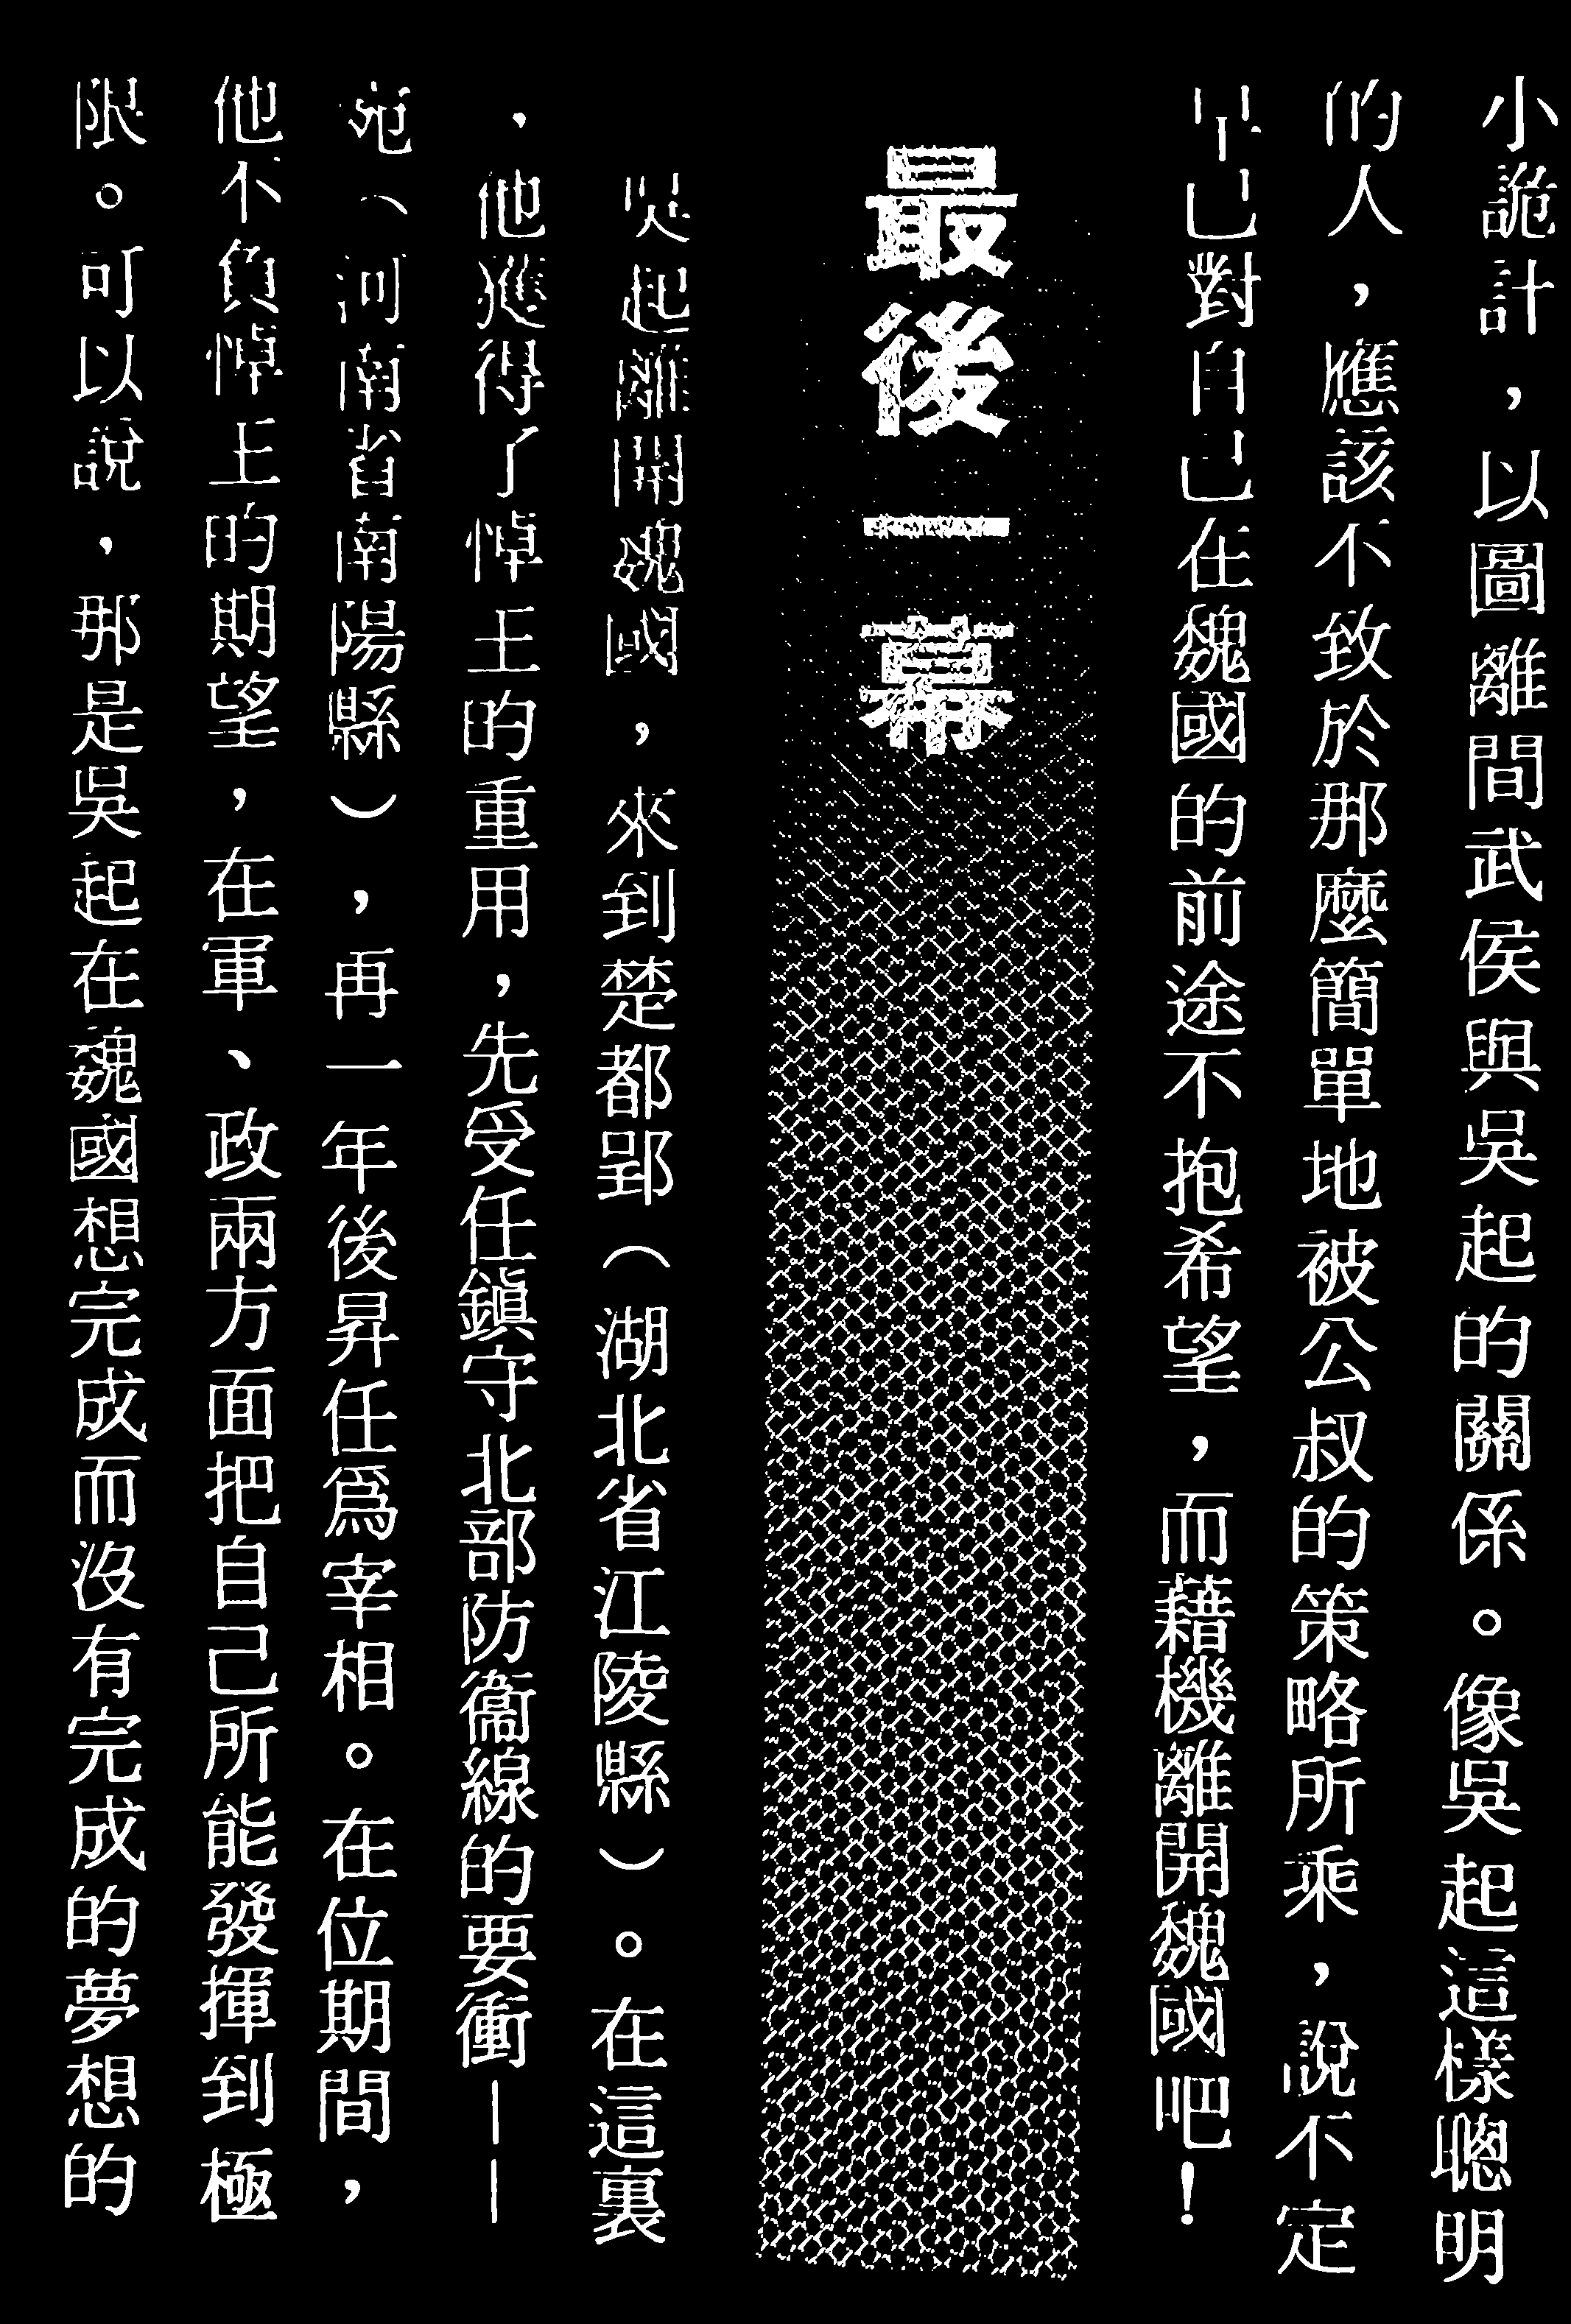 小詭計，以圖離間武侯與吳起的關係。像吳起這樣聰明
的人，應該不致於那麼簡單地被公叔的策略所乘，說不定
早已對自己在魏國的前途不抱希望，而藉機離開魏國吧！
最後一幕
吳起離開魏國，來到楚都郢（湖北省江陵縣）。在這裏
，他獲得了悼王的重用，先受任鎮守北部防衞線的要衝——
宛（河南省南陽縣），再一年後昇任爲宰相。在位期間，
他不負悼王的期望，在軍、政兩方面把自己所能發揮到極
限。可以說，那是吳起在魏國想完成而沒有完成的夢想的